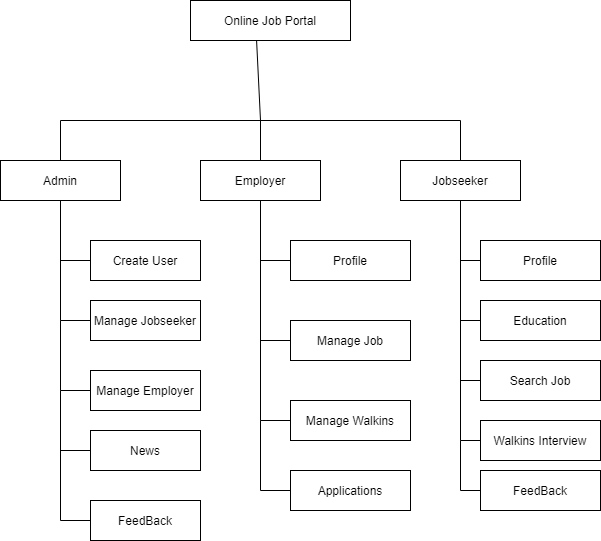 Online Job Portal
Admin
Employer
Jobseeker
Create User
Manage Jobseeker
Manage Employer
News
FeedBack
Profile
Manage Job
Manage Walkins
Applications
Profile
Education
Search Job
Walkins Interview
FeedBack